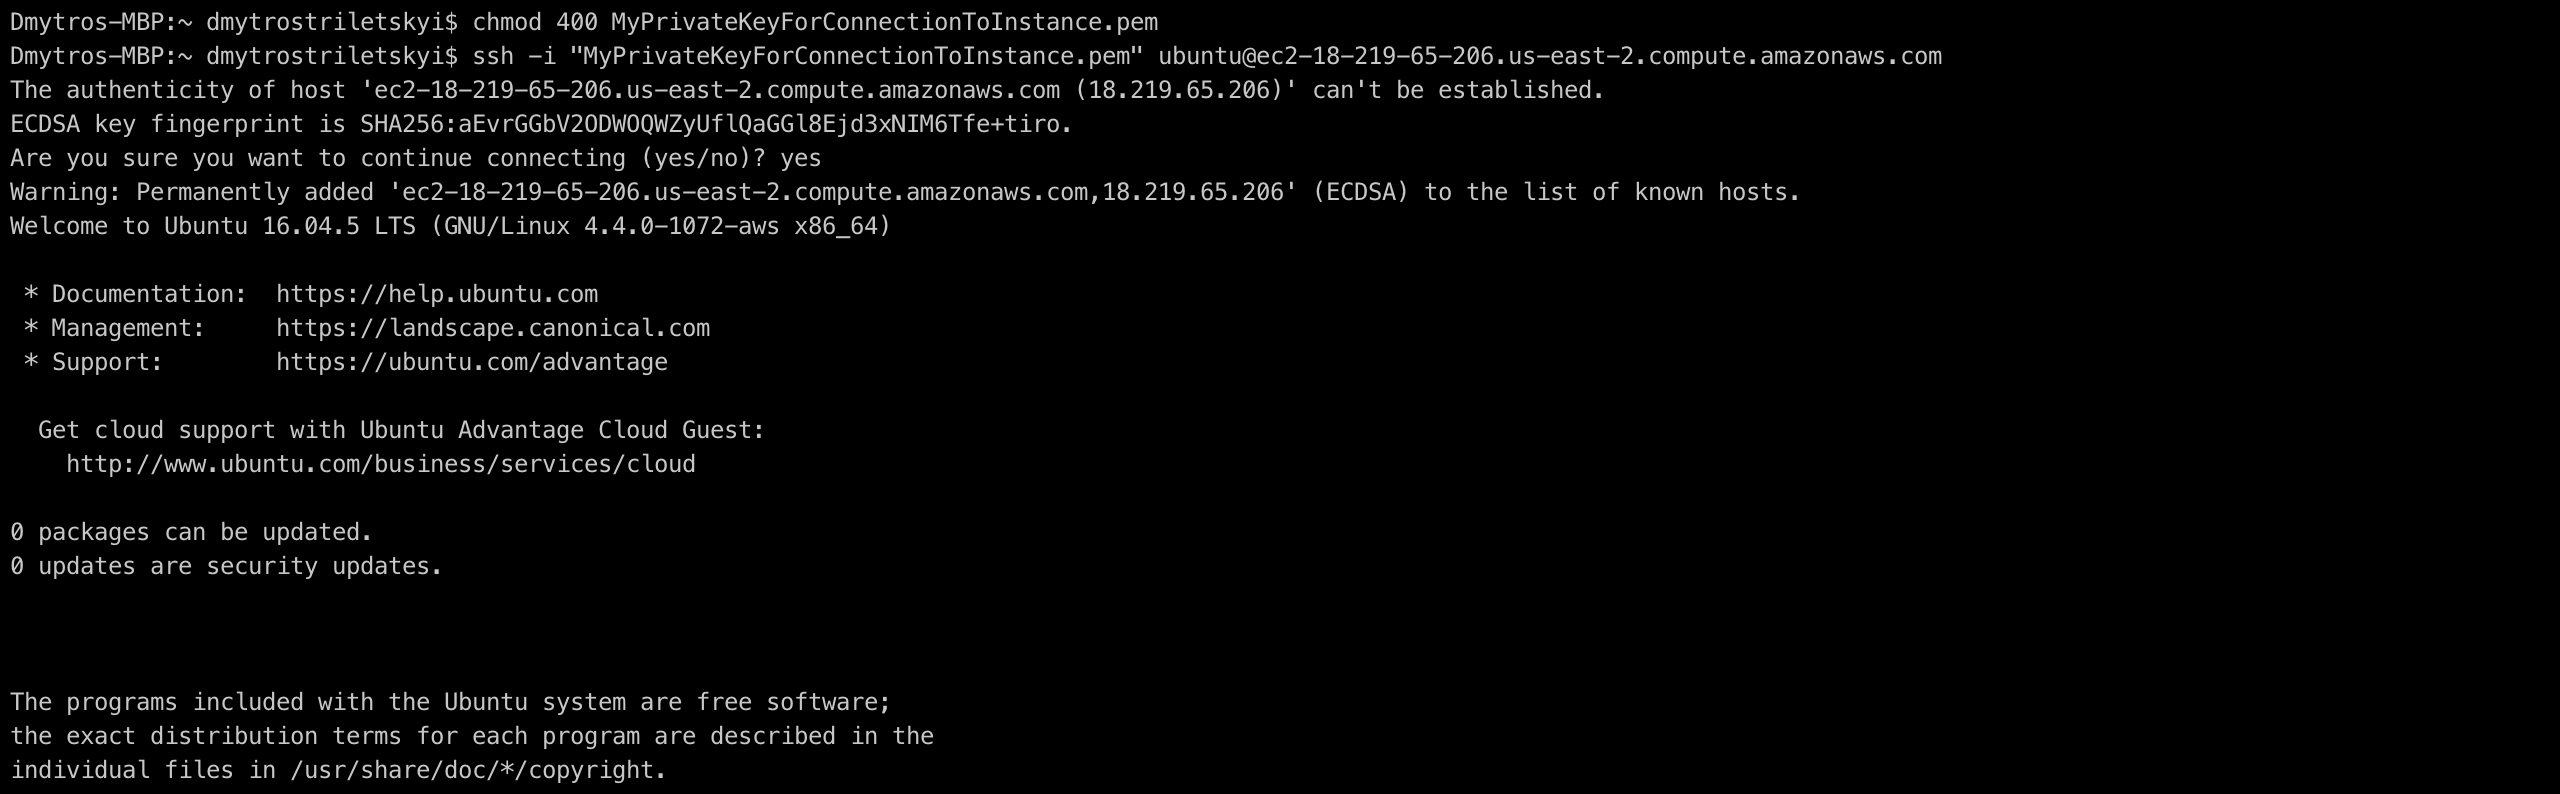 Dmytros-MBP:~ dmytrostriletskyi$ chmod 400 MyPrivateKeyForConnectionToInstance.pem
Dmytros-MBP:~ dmytrostriletskyi$ ssh -i "MyPrivateKeyForConnectionToInstance.pem" ubuntu@ec2-18-219-65-206.us-east-2.compute.amazonaws.com
The authenticity of host 'ec2-18-219-65-206.us-east-2.compute.amazonaws.com (18.219.65.206)' can't be established.
ECDSA key fingerprint is SHA256:aEvrGGbV2ODWOQWZyUflQaGGl8Ejd3xNIM6Tfe+tiro.
Are you sure you want to continue connecting (yes/no)? yes
Warning: Permanently added 'ec2-18-219-65-206.us-east-2.compute.amazonaws.com,18.219.65.206' (ECDSA) to the list of known hosts.
Welcome to Ubuntu 16.04.5 LTS (GNU/Linux 4.4.0-1072-aws x86_64)

 * Documentation:  https://help.ubuntu.com
 * Management:     https://landscape.canonical.com
 * Support:        https://ubuntu.com/advantage

  Get cloud support with Ubuntu Advantage Cloud Guest:
    http://www.ubuntu.com/business/services/cloud

0 packages can be updated.
0 updates are security updates.



The programs included with the Ubuntu system are free software;
the exact distribution terms for each program are described in the
individual files in /usr/share/doc/*/copyright.